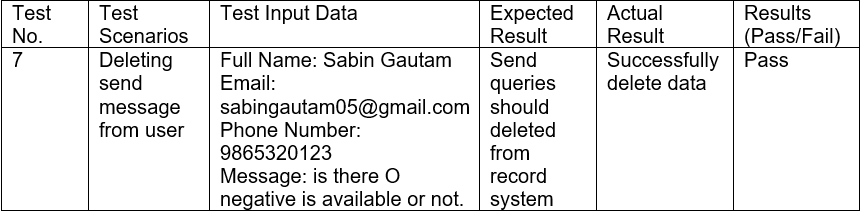 Test No.
Test Scenarios
Test Input Data
Expected Result
Actual Result
Results (Pass/Fail)
7
Deleting
send
message
from user
Full Name: Sabin Gautam
Email:
sabingautam05@gmail.com
Phone Number:
9865320123
Message: is there O
negative is available or not.
Send
queries
should
deleted
from
record
system
Successfully
delete data
Pass